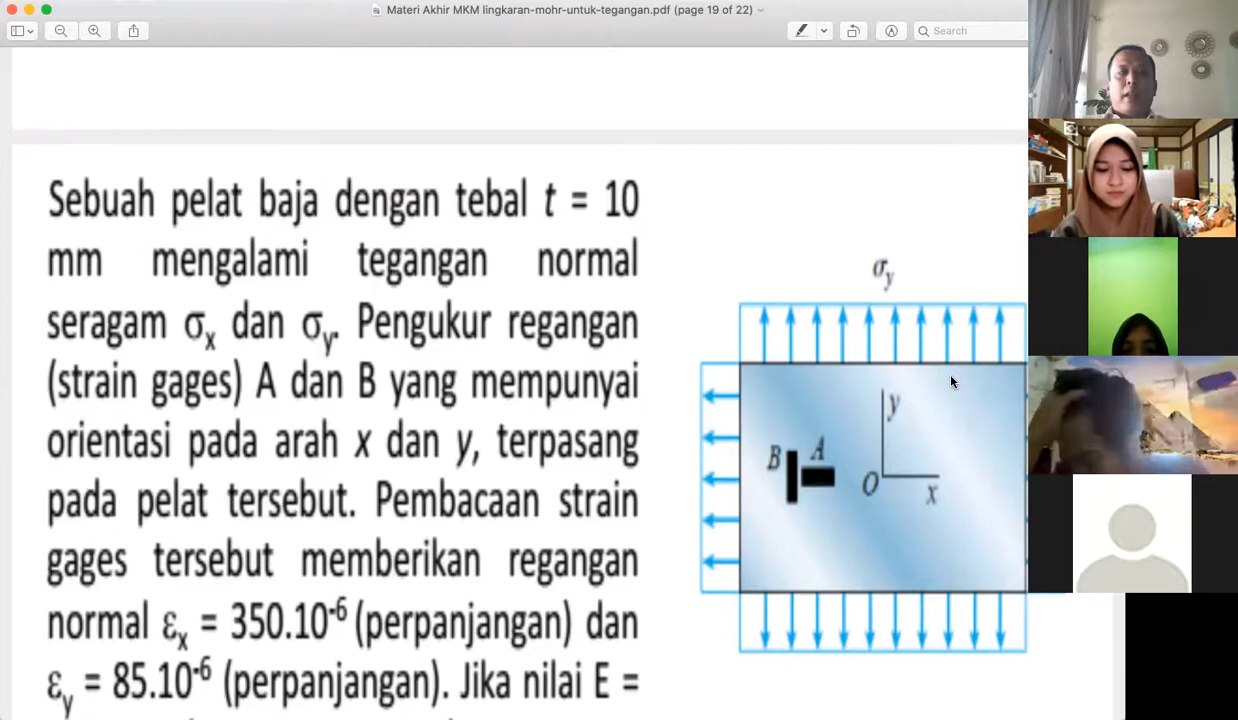 Materi Akhir MKM lingkaran-mohr-untuk-tegangan.pdf (page 19 of 22)
Search
Sebuah pelat baja dengan tebal t = 10
mm mengalami tegangan normal
seragam σx dan σy. Pengukur regangan
(strain gages) A dan B yang mempunyai
orientasi pada arah x dan y, terpasang
pada pelat tersebut. Pembacaan strain
gages tersebut memberikan regangan
normal εx = 350.10-6 (perpanjangan) dan
εy = 85.10-6 (perpanjangan). Jika nilai E =
σy
y
B A
O
x